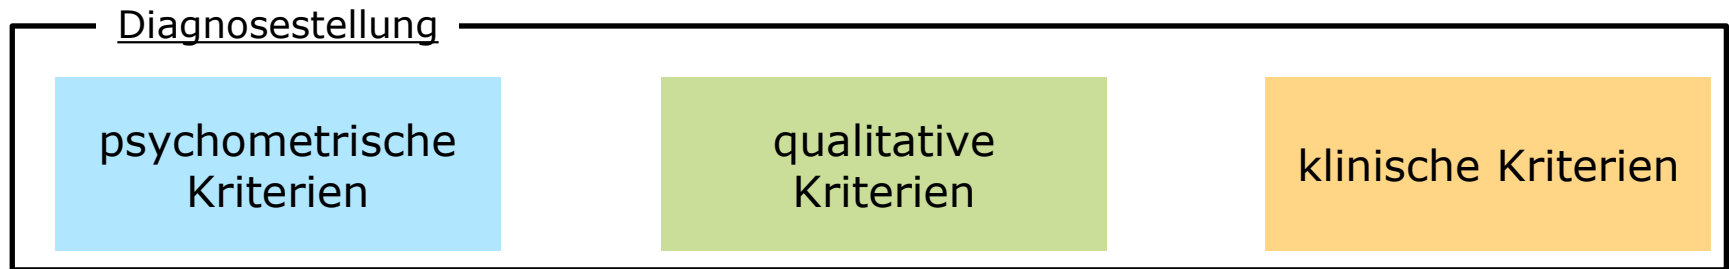 Diagnosestellung
psychometrische
Kriterien
qualitative
Kriterien
klinische Kriterien